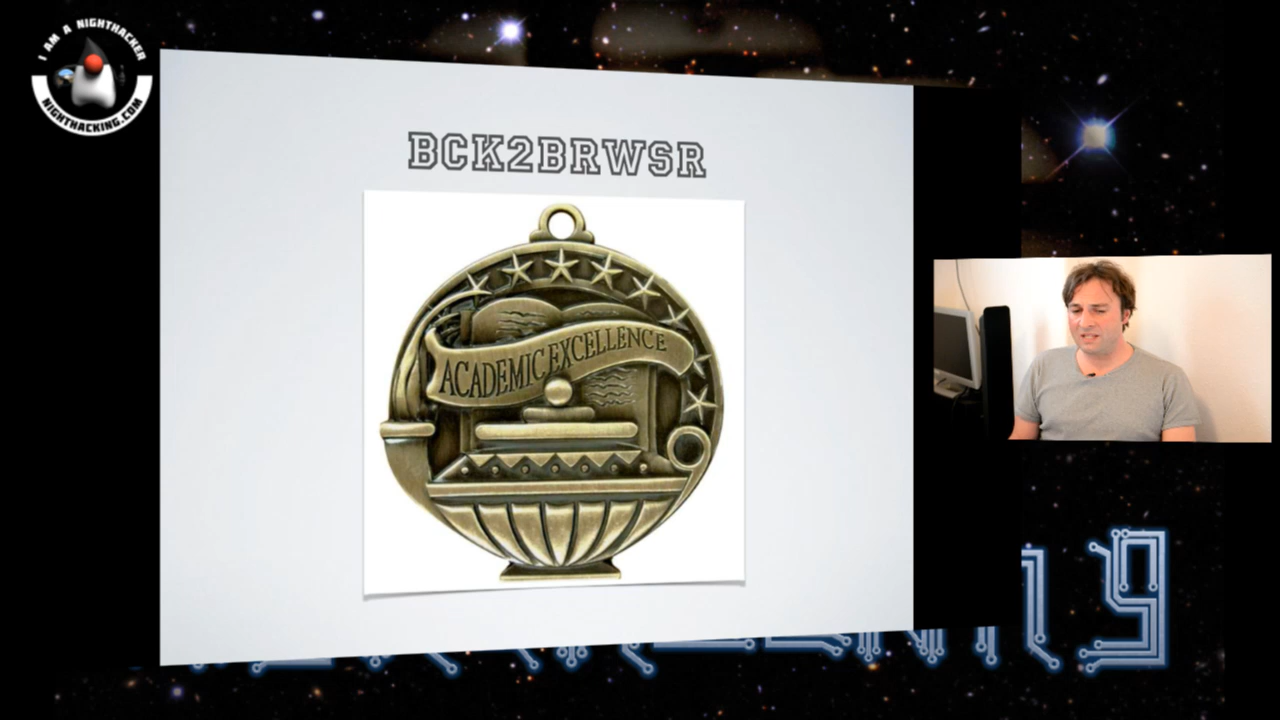 I AM A NIGHTHACKER
NIGHTHACKING.COM
BCK2BRWSR
ACADEMIC EXCELLENCE